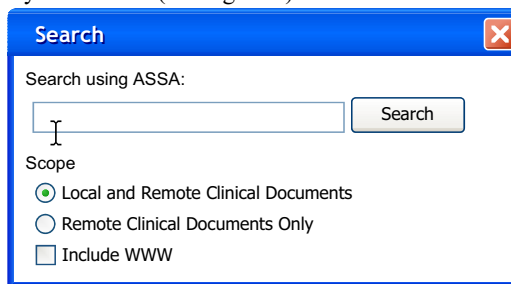 Search
Search using ASSA:
Search
Scope
Local and Remote Clinical Documents
Remote Clinical Documents Only
Include WWW